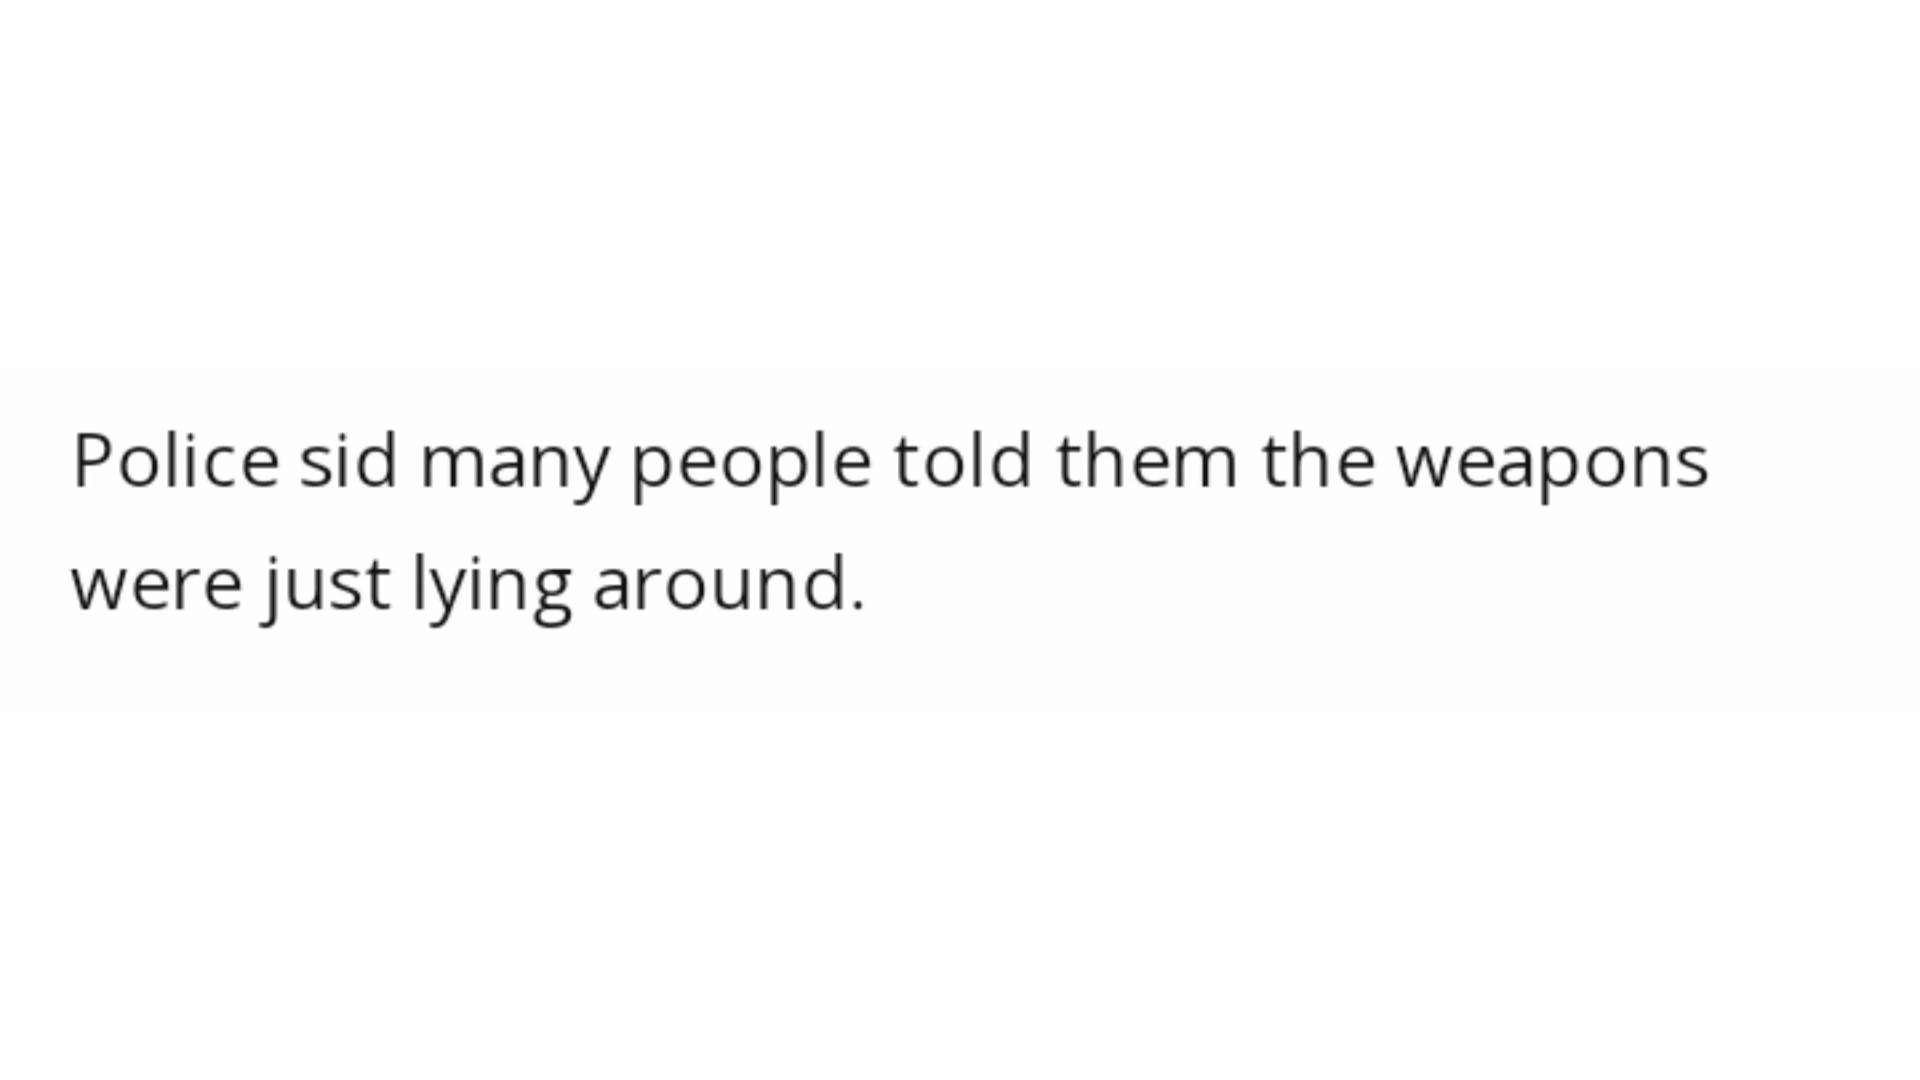 Police sid many people told them the weapons
were just lying around.